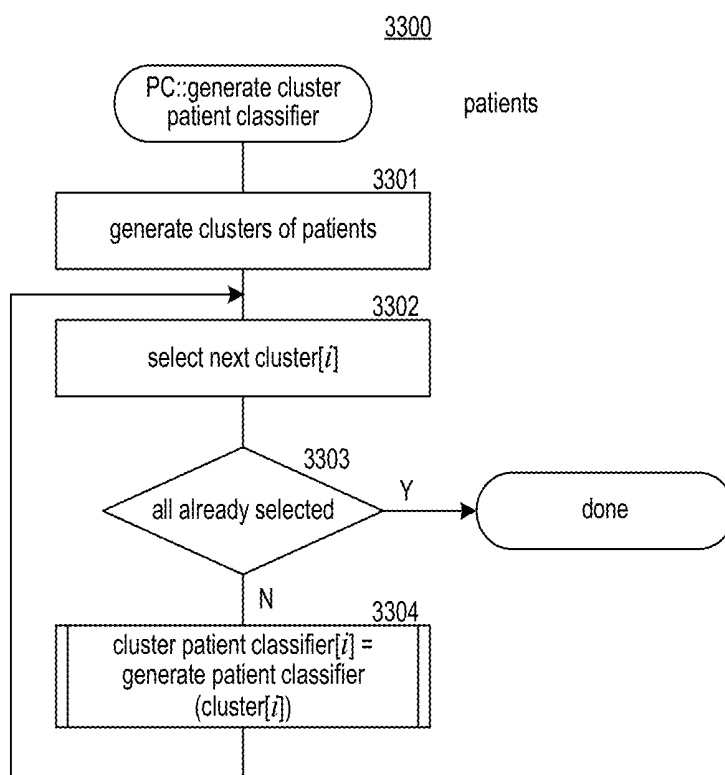 3300
PC::generate cluster
patient classifier
patients
3301
generate clusters of patients
3302
select next cluster[i]
3303
all already selected
Y
done
N
3304
cluster patient classifier[i] =
generate patient classifier
(cluster[i])